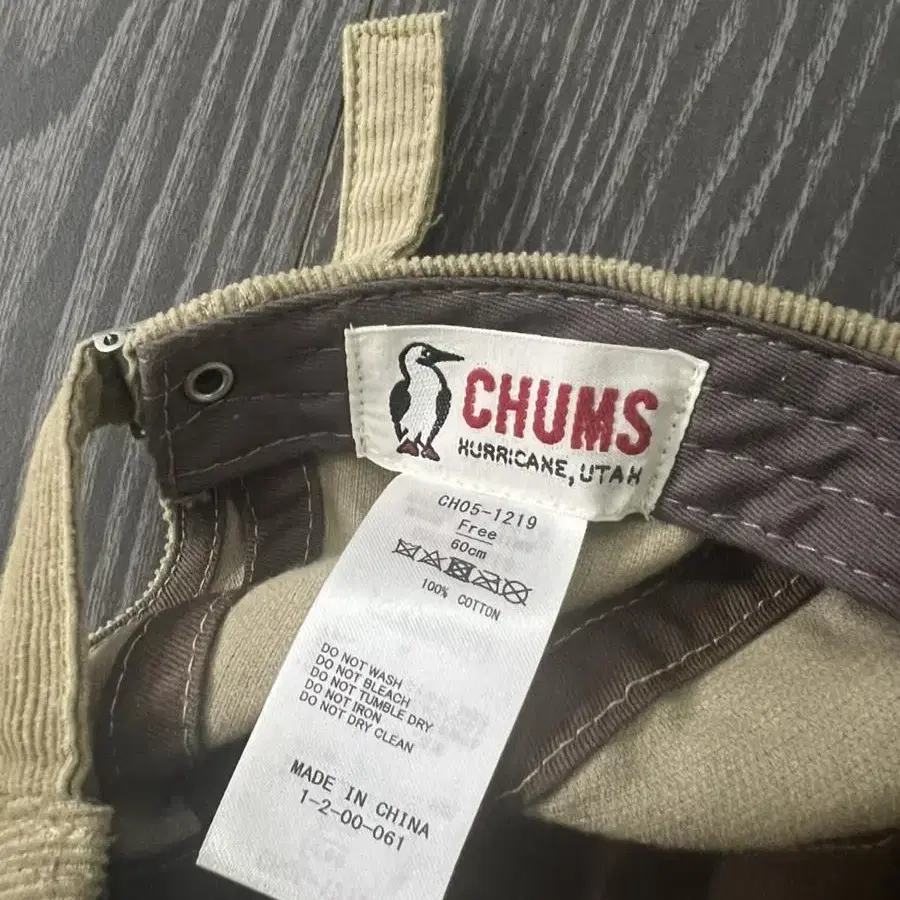 CHUMS
HURRICANE, UTAH
CH05-1219
Free
60cm
100% COTTON
DO NOT WASH
DO NOT BLEACH
DO NOT TUMBLE DRY
DO NOT IRON
DO NOT DRY CLEAN
MADE IN CHINA
1-2-00-061